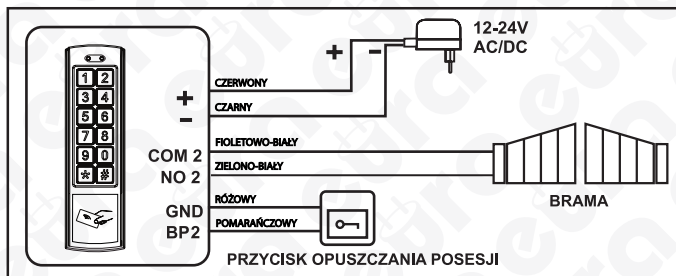 12-24V
AC/DC
+ -
1 2
3 4
5 6
7 8
9 0
* #
+ CZERWONY
- CZARNY
COM 2 FIOLETOWO-BIAŁY
NO 2 ZIELONO-BIAŁY
BRAMA
GND RÓŻOWY
BP2 POMARAŃCZOWY
PRZYCISK OPUSZCZANIA POSESJI